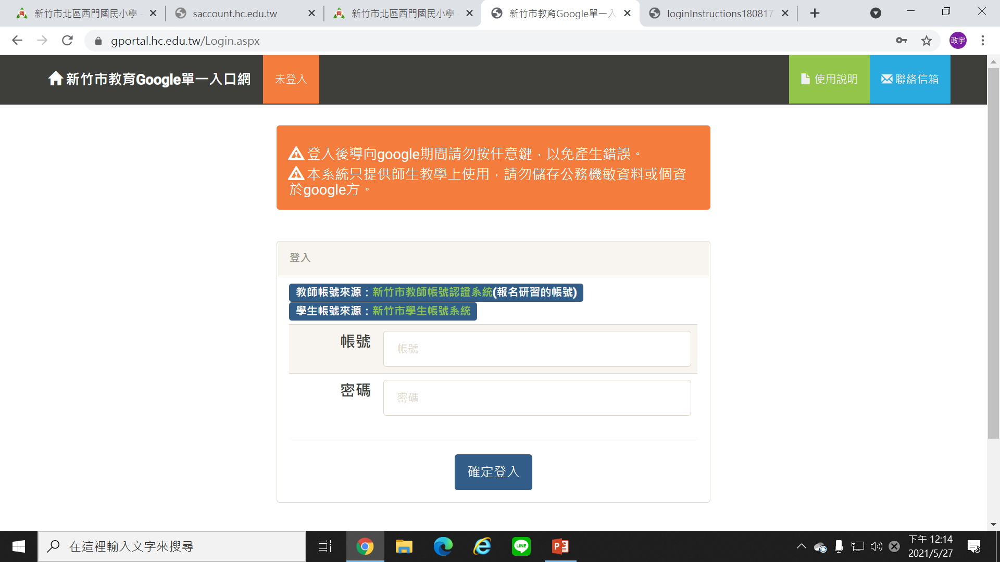 新竹市北區西門國民小學
saccount.hc.edu.tw
新竹市北區西門國民小學
新竹市教育Google單一入
loginInstructions180817
gportal.hc.edu.tw/Login.aspx
政宇
新竹市教育Google單一入口網
未登入
使用說明
聯絡信箱
登入後導向google期間請勿按任意鍵，以免產生錯誤。
本系統只提供師生教學上使用，請勿儲存公務機敏資料或個資
於google方。
登入
教師帳號來源：新竹市教師帳號認證系統(報名研習的帳號)
學生帳號來源：新竹市學生帳號系統
帳號
帳號
密碼
密碼
確定登入
在這裡輸入文字來搜尋
LINE
下午 12:14
2021/5/27